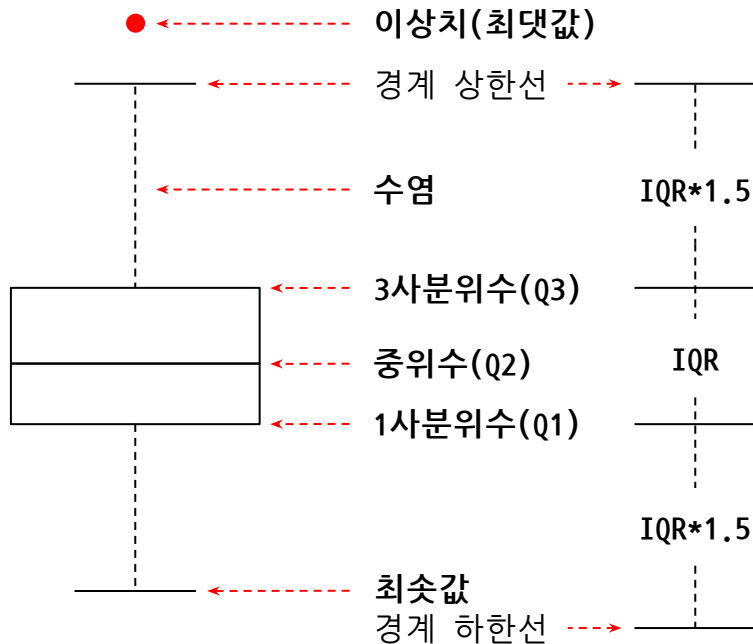 이상치(최댓값)
경계 상한선
수염
IQR*1.5
3사분위수(Q3)
중위수(Q2)
IQR
1사분위수(Q1)
IQR*1.5
최솟값
경계 하한선